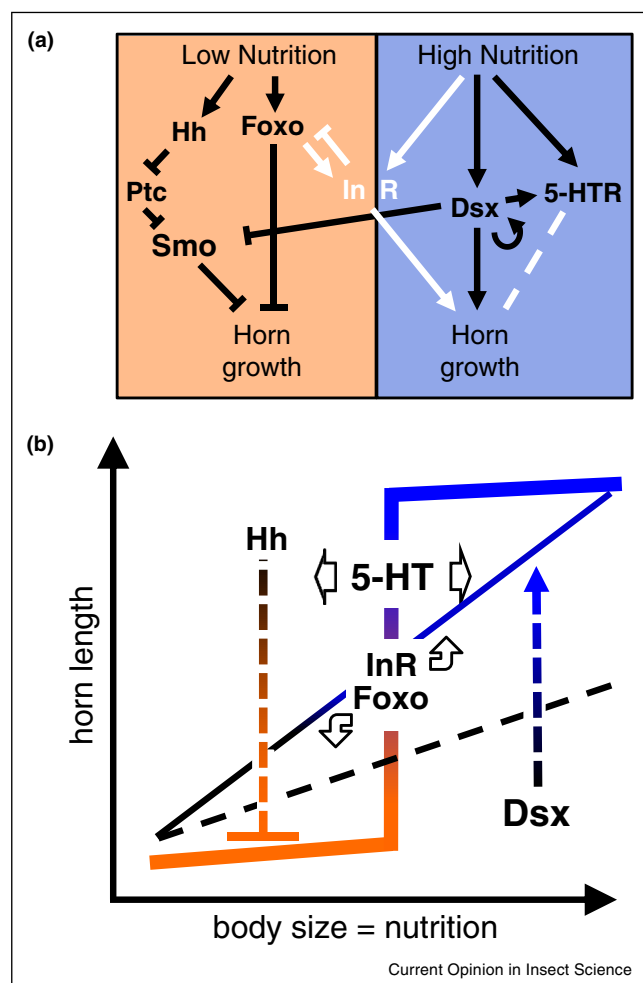 (a)
Low Nutrition
High Nutrition
Hh
Foxo
Ptc
In R
Dsx
5-HTR
Smo
Horn
growth
Horn
growth
(b)
Hh
5-HT
InR
Foxo
Dsx
horn length
body size = nutrition
Current Opinion in Insect Science